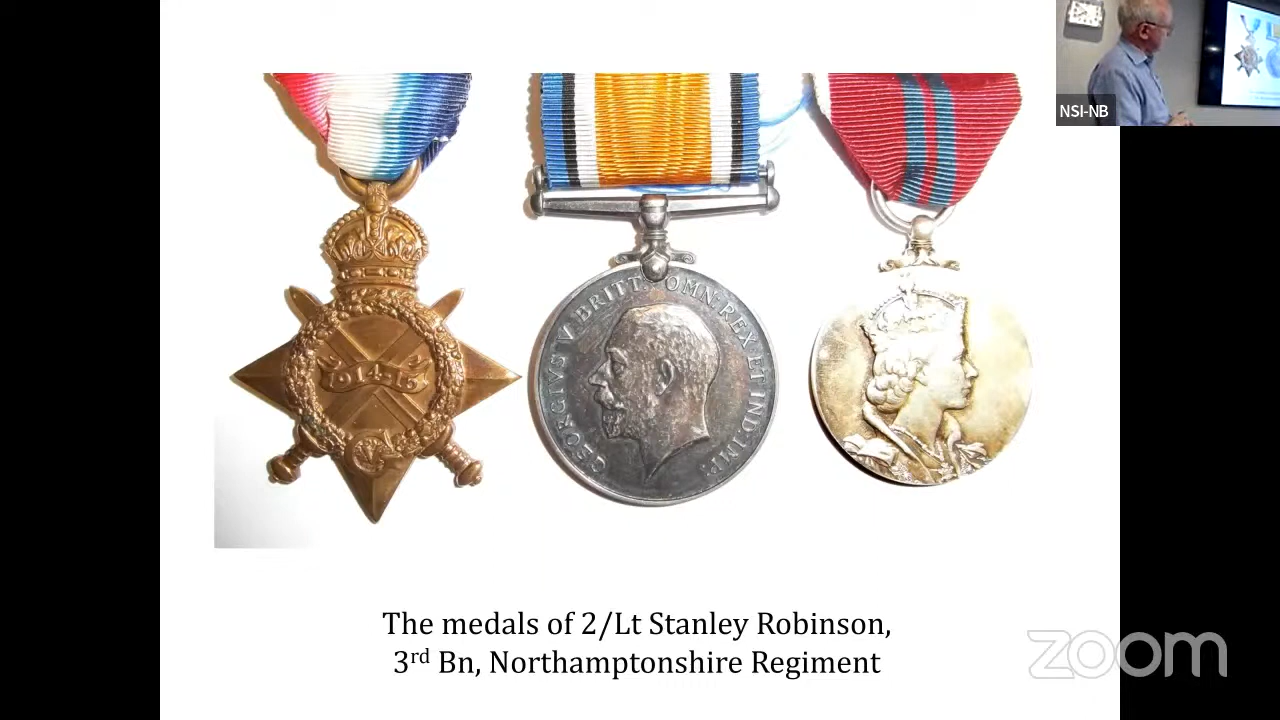 NSI-NB
1914-15
GEORGIVS V BRITT: OMN: REX ET IND: IMP:
The medals of 2/Lt Stanley Robinson,
3rd Bn, Northamptonshire Regiment
zoom